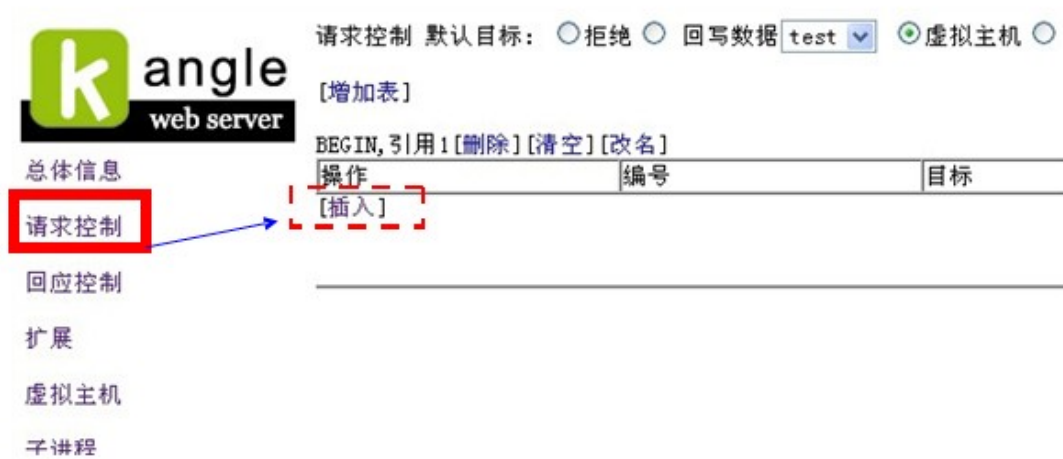 请求控制 默认目标: 拒绝 回写数据 test 虚拟主机
k angle
web server
[增加表]
BEGIN,引用1[删除][清空][改名]
操作 编号 目标
[插入]
总体信息
请求控制
回应控制
扩展
虚拟主机
子进程